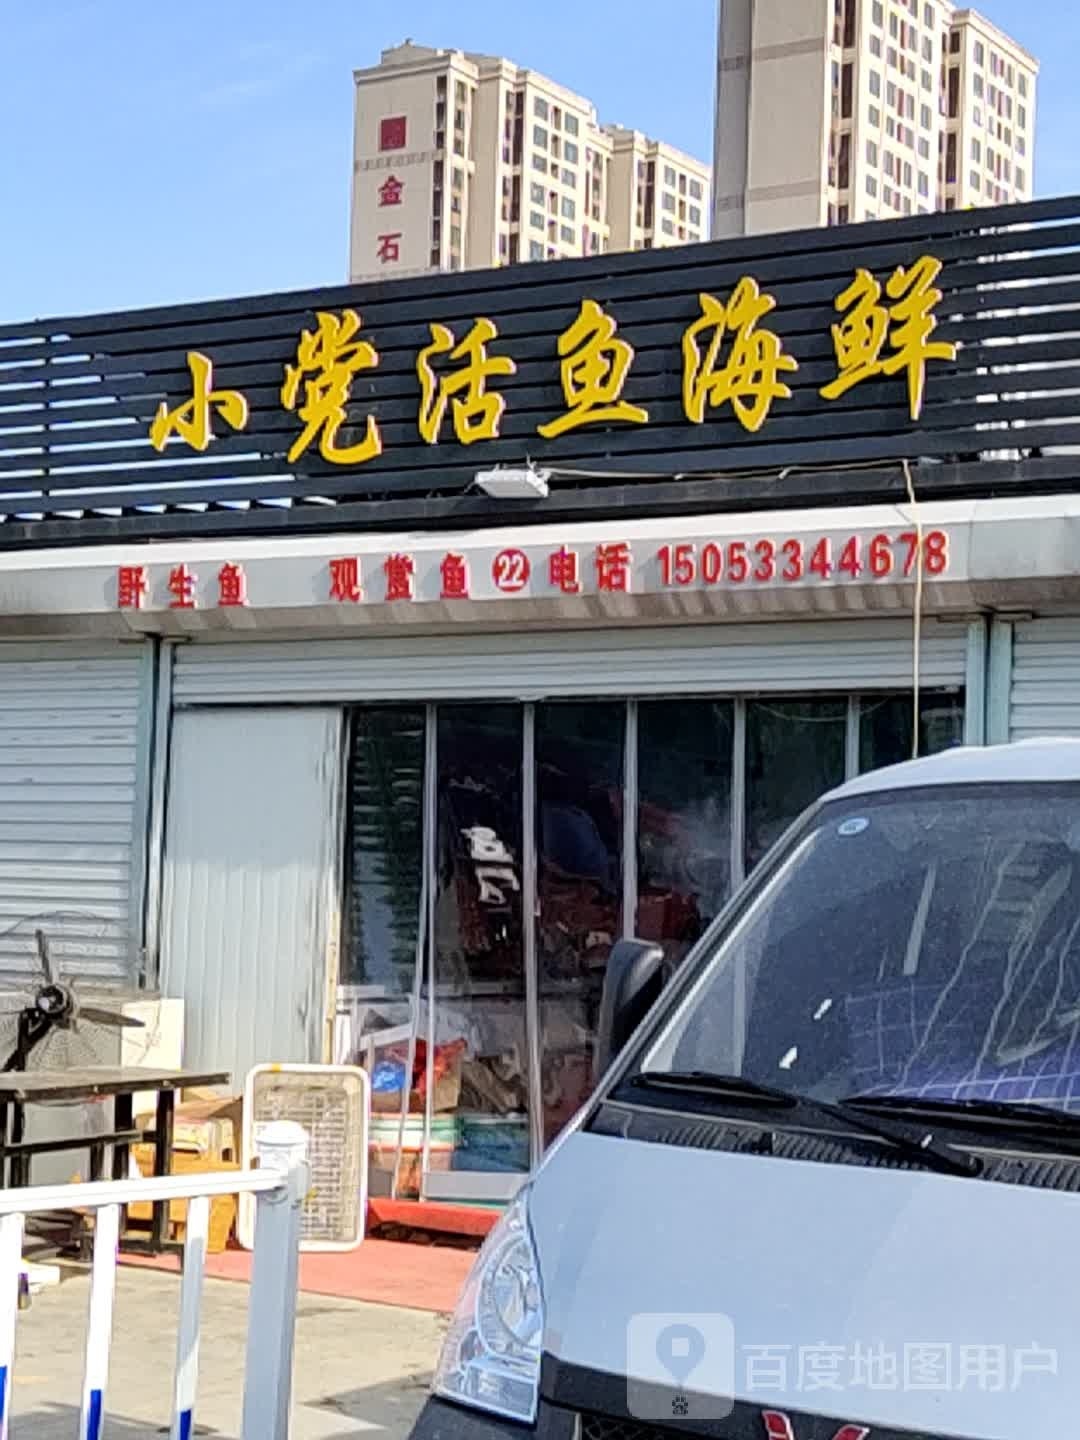 金石
小党活鱼海鲜
野生鱼 观赏鱼 22 电话 15053344678
百度地图用户